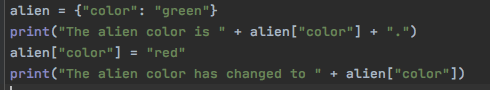 alien = {"color": "green"}
print("The alien color is " + alien["color"] + ".")
alien["color"] = "red"
print("The alien color has changed to " + alien["color"])